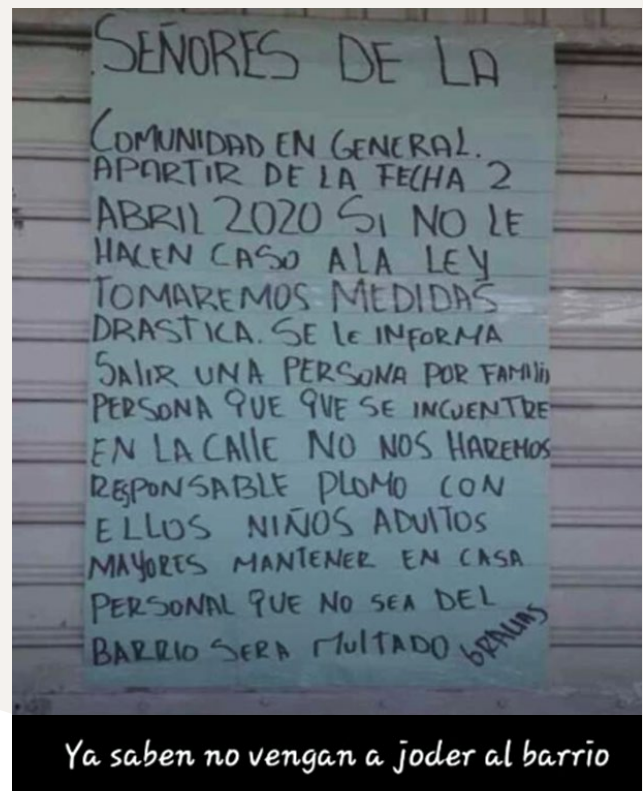 SEÑORES DE LA
COMUNIDAD EN GENERAL.
APARTIR DE LA FECHA 2
ABRIL 2020 SI NO LE
HACEN CASO ALA LEY
TOMAREMOS MEDIDAS
DRASTICA. SE LE INFORMA
SALIR UNA PERSONA POR FAMILIA
PERSONA QUE QVE SE INCUENTRE
EN LA CALLE NO NOS HAREMOS
RESPONSABLE PLOMO CON
ELLOS NIÑOS ADULTOS
MAYORES MANTENER EN CASA
PERSONAL QUE NO SEA DEL
BARRIO SERA MULTADO GRACIAS
Ya saben no vengan a joder al barrio